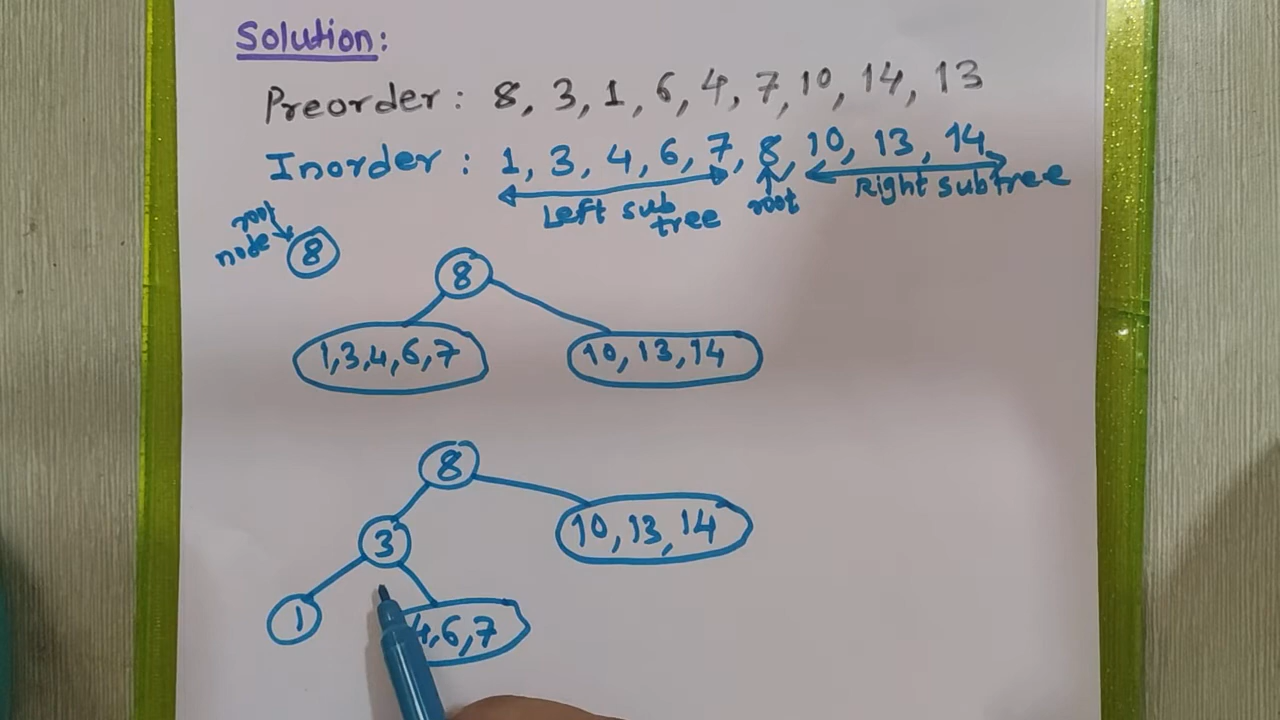 Solution:
Preorder: 8, 3, 1, 6, 4, 7, 10, 14, 13
Inorder: 1, 3, 4, 6, 7, 8, 10, 13, 14
Left sub tree
root
Right subtree
root node
8
8
1,3,4,6,7
10, 13, 14
8
3
10, 13, 14
1
4,6,7